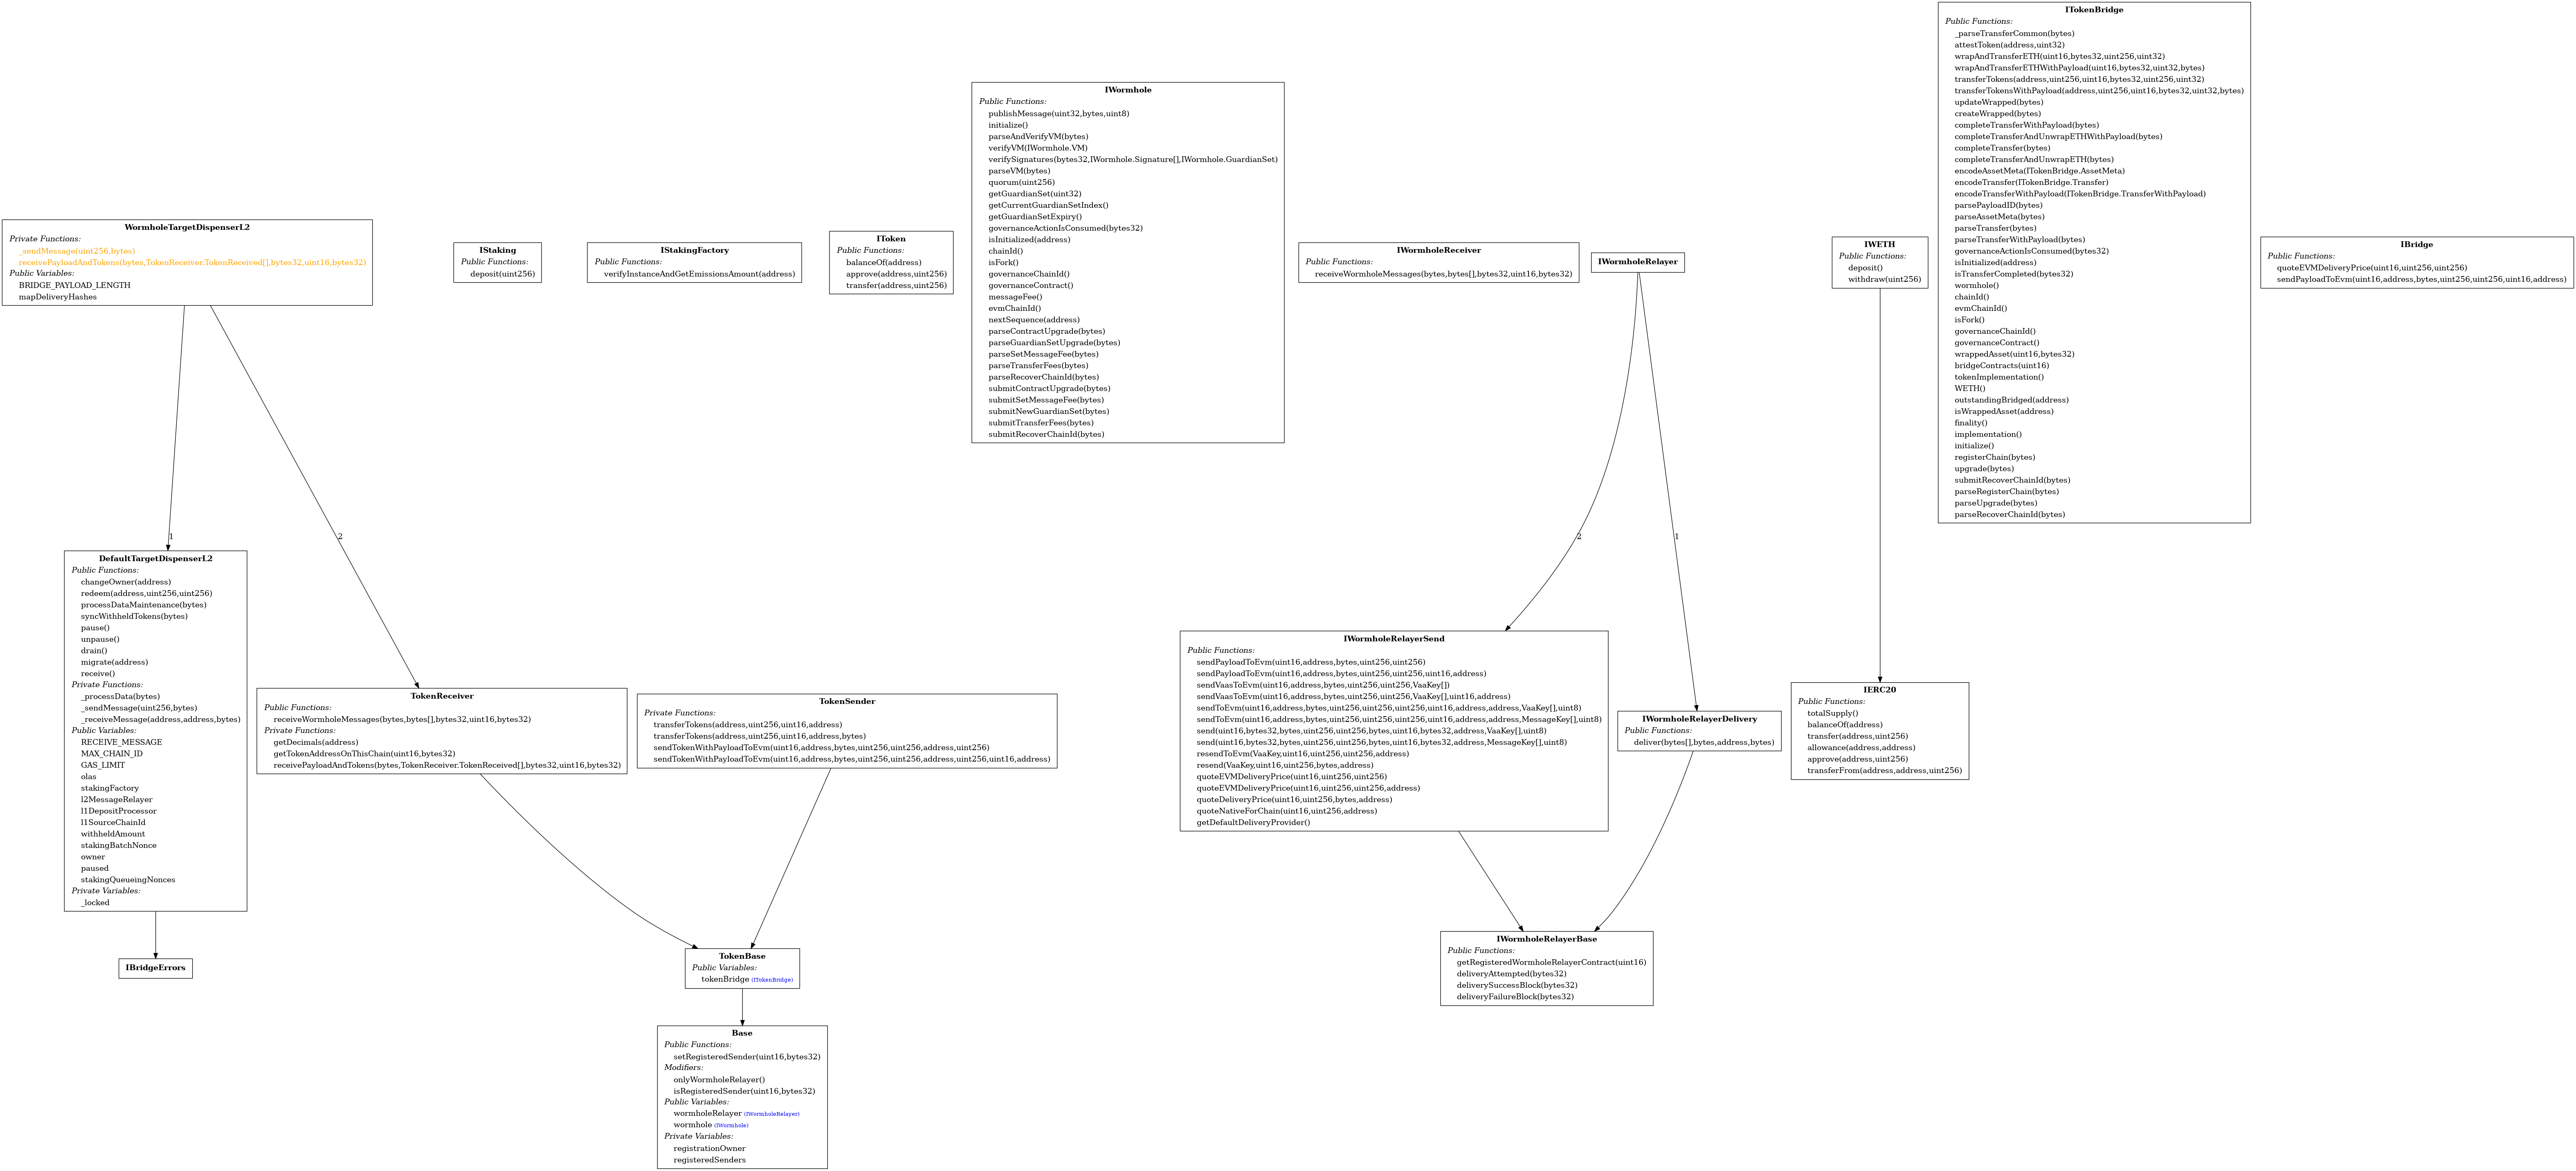 WormholeTargetDispenserL2
Private Functions:
_sendMessage(uint256,bytes)
receivePayloadAndTokens(bytes,TokenReceiver.TokenReceived[],bytes32,uint16,bytes32)
Public Variables:
BRIDGE_PAYLOAD_LENGTH
mapDeliveryHashes
IStaking
Public Functions:
deposit(uint256)
IStakingFactory
Public Functions:
verifyInstanceAndGetEmissionsAmount(address)
IToken
Public Functions:
balanceOf(address)
approve(address,uint256)
transfer(address,uint256)
IWormhole
Public Functions:
publishMessage(uint32,bytes,uint8)
initialize()
parseAndVerifyVM(bytes)
verifyVM(IWormhole.VM)
verifySignatures(bytes32,IWormhole.Signature[],IWormhole.GuardianSet)
parseVM(bytes)
quorum(uint256)
getGuardianSet(uint32)
getCurrentGuardianSetIndex()
getGuardianSetExpiry()
governanceActionIsConsumed(bytes32)
isInitialized(address)
chainId()
isFork()
governanceChainId()
governanceContract()
messageFee()
evmChainId()
nextSequence(address)
parseContractUpgrade(bytes)
parseGuardianSetUpgrade(bytes)
parseSetMessageFee(bytes)
parseTransferFees(bytes)
parseRecoverChainId(bytes)
submitContractUpgrade(bytes)
submitSetMessageFee(bytes)
submitNewGuardianSet(bytes)
submitTransferFees(bytes)
submitRecoverChainId(bytes)
IWormholeReceiver
Public Functions:
receiveWormholeMessages(bytes,bytes[],bytes32,uint16,bytes32)
IWormholeRelayer
IWETH
Public Functions:
deposit()
withdraw(uint256)
ITokenBridge
Public Functions:
_parseTransferCommon(bytes)
attestToken(address,uint32)
wrapAndTransferETH(uint16,bytes32,uint256,uint32)
wrapAndTransferETHWithPayload(uint16,bytes32,uint32,bytes)
transferTokens(address,uint256,uint16,bytes32,uint256,uint32)
transferTokensWithPayload(address,uint256,uint16,bytes32,uint32,bytes)
updateWrapped(bytes)
createWrapped(bytes)
completeTransferWithPayload(bytes)
completeTransferAndUnwrapETHWithPayload(bytes)
completeTransfer(bytes)
completeTransferAndUnwrapETH(bytes)
encodeAssetMeta(ITokenBridge.AssetMeta)
encodeTransfer(ITokenBridge.Transfer)
encodeTransferWithPayload(ITokenBridge.TransferWithPayload)
parsePayloadID(bytes)
parseAssetMeta(bytes)
parseTransfer(bytes)
parseTransferWithPayload(bytes)
governanceActionIsConsumed(bytes32)
isInitialized(address)
isTransferCompleted(bytes32)
wormhole()
chainId()
evmChainId()
isFork()
governanceChainId()
governanceContract()
wrappedAsset(uint16,bytes32)
bridgeContracts(uint16)
tokenImplementation()
WETH()
outstandingBridged(address)
isWrappedAsset(address)
finality()
implementation()
initialize()
registerChain(bytes)
upgrade(bytes)
submitRecoverChainId(bytes)
parseRegisterChain(bytes)
parseUpgrade(bytes)
parseRecoverChainId(bytes)
IBridge
Public Functions:
quoteEVMDeliveryPrice(uint16,uint256,uint256)
sendPayloadToEvm(uint16,address,bytes,uint256,uint256,uint16,address)
1
2
2
1
DefaultTargetDispenserL2
Public Functions:
changeOwner(address)
redeem(address,uint256,uint256)
processDataMaintenance(bytes)
syncWithheldTokens(bytes)
pause()
unpause()
drain()
migrate(address)
receive()
Private Functions:
_processData(bytes)
_sendMessage(uint256,bytes)
_receiveMessage(address,address,bytes)
Public Variables:
RECEIVE_MESSAGE
MAX_CHAIN_ID
GAS_LIMIT
olas
stakingFactory
l2MessageRelayer
l1DepositProcessor
l1SourceChainId
withheldAmount
stakingBatchNonce
owner
paused
stakingQueueingNonces
Private Variables:
_locked
TokenReceiver
Public Functions:
receiveWormholeMessages(bytes,bytes[],bytes32,uint16,bytes32)
Private Functions:
getDecimals(address)
getTokenAddressOnThisChain(uint16,bytes32)
receivePayloadAndTokens(bytes,TokenReceiver.TokenReceived[],bytes32,uint16,bytes32)
TokenSender
Private Functions:
transferTokens(address,uint256,uint16,address)
transferTokens(address,uint256,uint16,address,bytes)
sendTokenWithPayloadToEvm(uint16,address,bytes,uint256,uint256,address,uint256)
sendTokenWithPayloadToEvm(uint16,address,bytes,uint256,uint256,address,uint256,uint16,address)
IWormholeRelayerSend
Public Functions:
sendPayloadToEvm(uint16,address,bytes,uint256,uint256)
sendPayloadToEvm(uint16,address,bytes,uint256,uint256,uint16,address)
sendVaasToEvm(uint16,address,bytes,uint256,uint256,VaaKey[])
sendVaasToEvm(uint16,address,bytes,uint256,uint256,VaaKey[],uint16,address)
sendToEvm(uint16,address,bytes,uint256,uint256,uint256,uint16,address,address,VaaKey[],uint8)
sendToEvm(uint16,address,bytes,uint256,uint256,uint256,uint16,address,address,MessageKey[],uint8)
send(uint16,bytes32,bytes,uint256,uint256,bytes,uint16,bytes32,address,VaaKey[],uint8)
send(uint16,bytes32,bytes,uint256,uint256,bytes,uint16,bytes32,address,MessageKey[],uint8)
resendToEvm(VaaKey,uint16,uint256,uint256,address)
resend(VaaKey,uint16,uint256,bytes,address)
quoteEVMDeliveryPrice(uint16,uint256,uint256)
quoteEVMDeliveryPrice(uint16,uint256,uint256,address)
quoteDeliveryPrice(uint16,uint256,bytes,address)
quoteNativeForChain(uint16,uint256,address)
getDefaultDeliveryProvider()
IWormholeRelayerDelivery
Public Functions:
deliver(bytes[],bytes,address,bytes)
IERC20
Public Functions:
totalSupply()
balanceOf(address)
transfer(address,uint256)
allowance(address,address)
approve(address,uint256)
transferFrom(address,address,uint256)
IBridgeErrors
TokenBase
Public Variables:
tokenBridge (ITokenBridge)
IWormholeRelayerBase
Public Functions:
getRegisteredWormholeRelayerContract(uint16)
deliveryAttempted(bytes32)
deliverySuccessBlock(bytes32)
deliveryFailureBlock(bytes32)
Base
Public Functions:
setRegisteredSender(uint16,bytes32)
Modifiers:
onlyWormholeRelayer()
isRegisteredSender(uint16,bytes32)
Public Variables:
wormholeRelayer (IWormholeRelayer)
wormhole (IWormhole)
Private Variables:
registrationOwner
registeredSenders